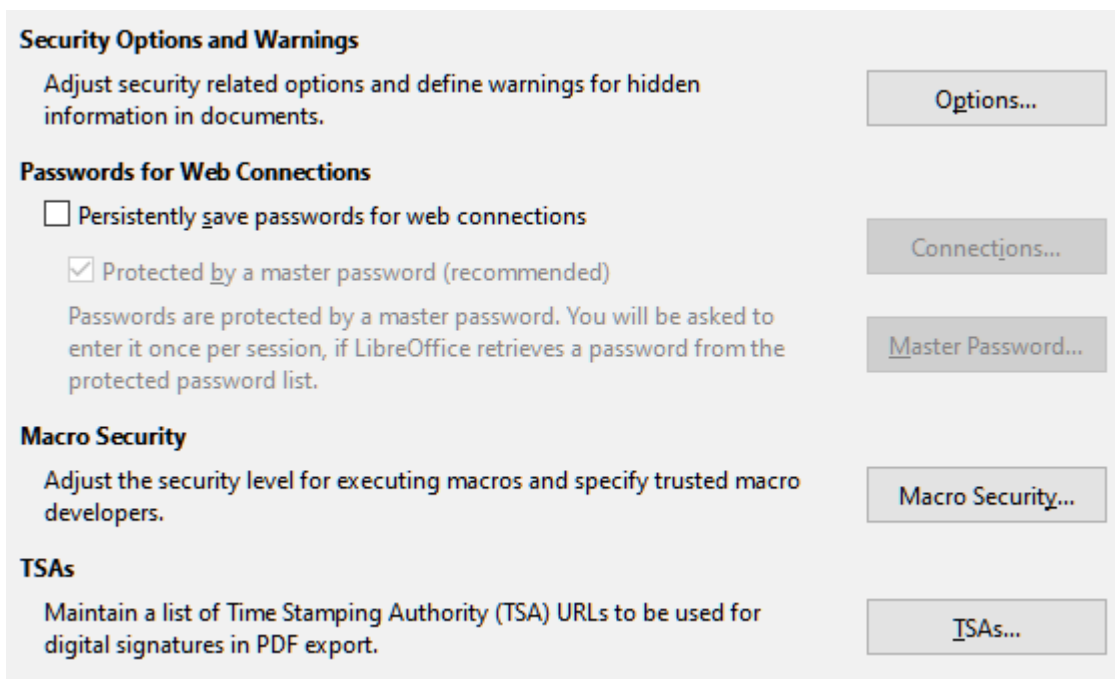 Security Options and Warnings
Adjust security related options and define warnings for hidden
information in documents.
Options...
Passwords for Web Connections
Persistently save passwords for web connections
Connections...
Protected by a master password (recommended)
Passwords are protected by a master password. You will be asked to
enter it once per session, if LibreOffice retrieves a password from the
protected password list.
Master Password...
Macro Security
Adjust the security level for executing macros and specify trusted macro
developers.
Macro Security...
TSAs
Maintain a list of Time Stamping Authority (TSA) URLs to be used for
digital signatures in PDF export.
TSAs...